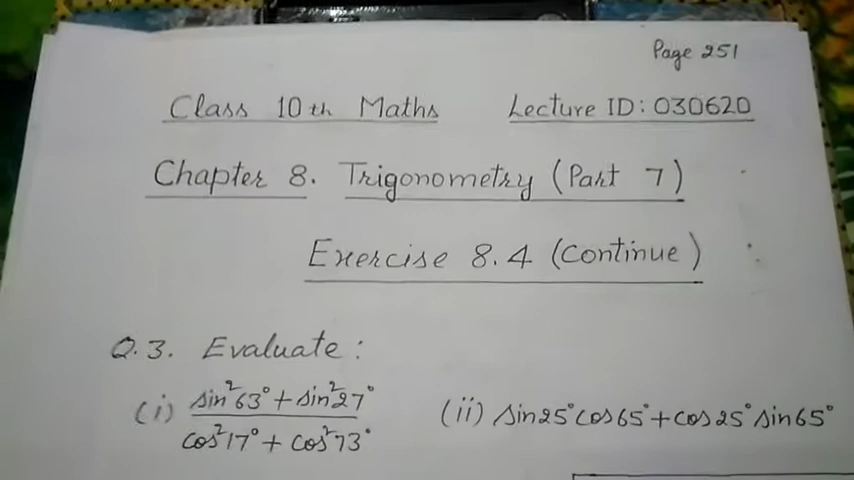 Page 251
Class 10th Maths Lecture ID: 030620
Chapter 8. Trigonometry (Part 7)
Exercise 8.4 (Continue)
Q.3. Evaluate:
(i) sin²63°+sin²27° / cos²17°+cos²73° (ii) sin25°cos65°+cos25°sin65°